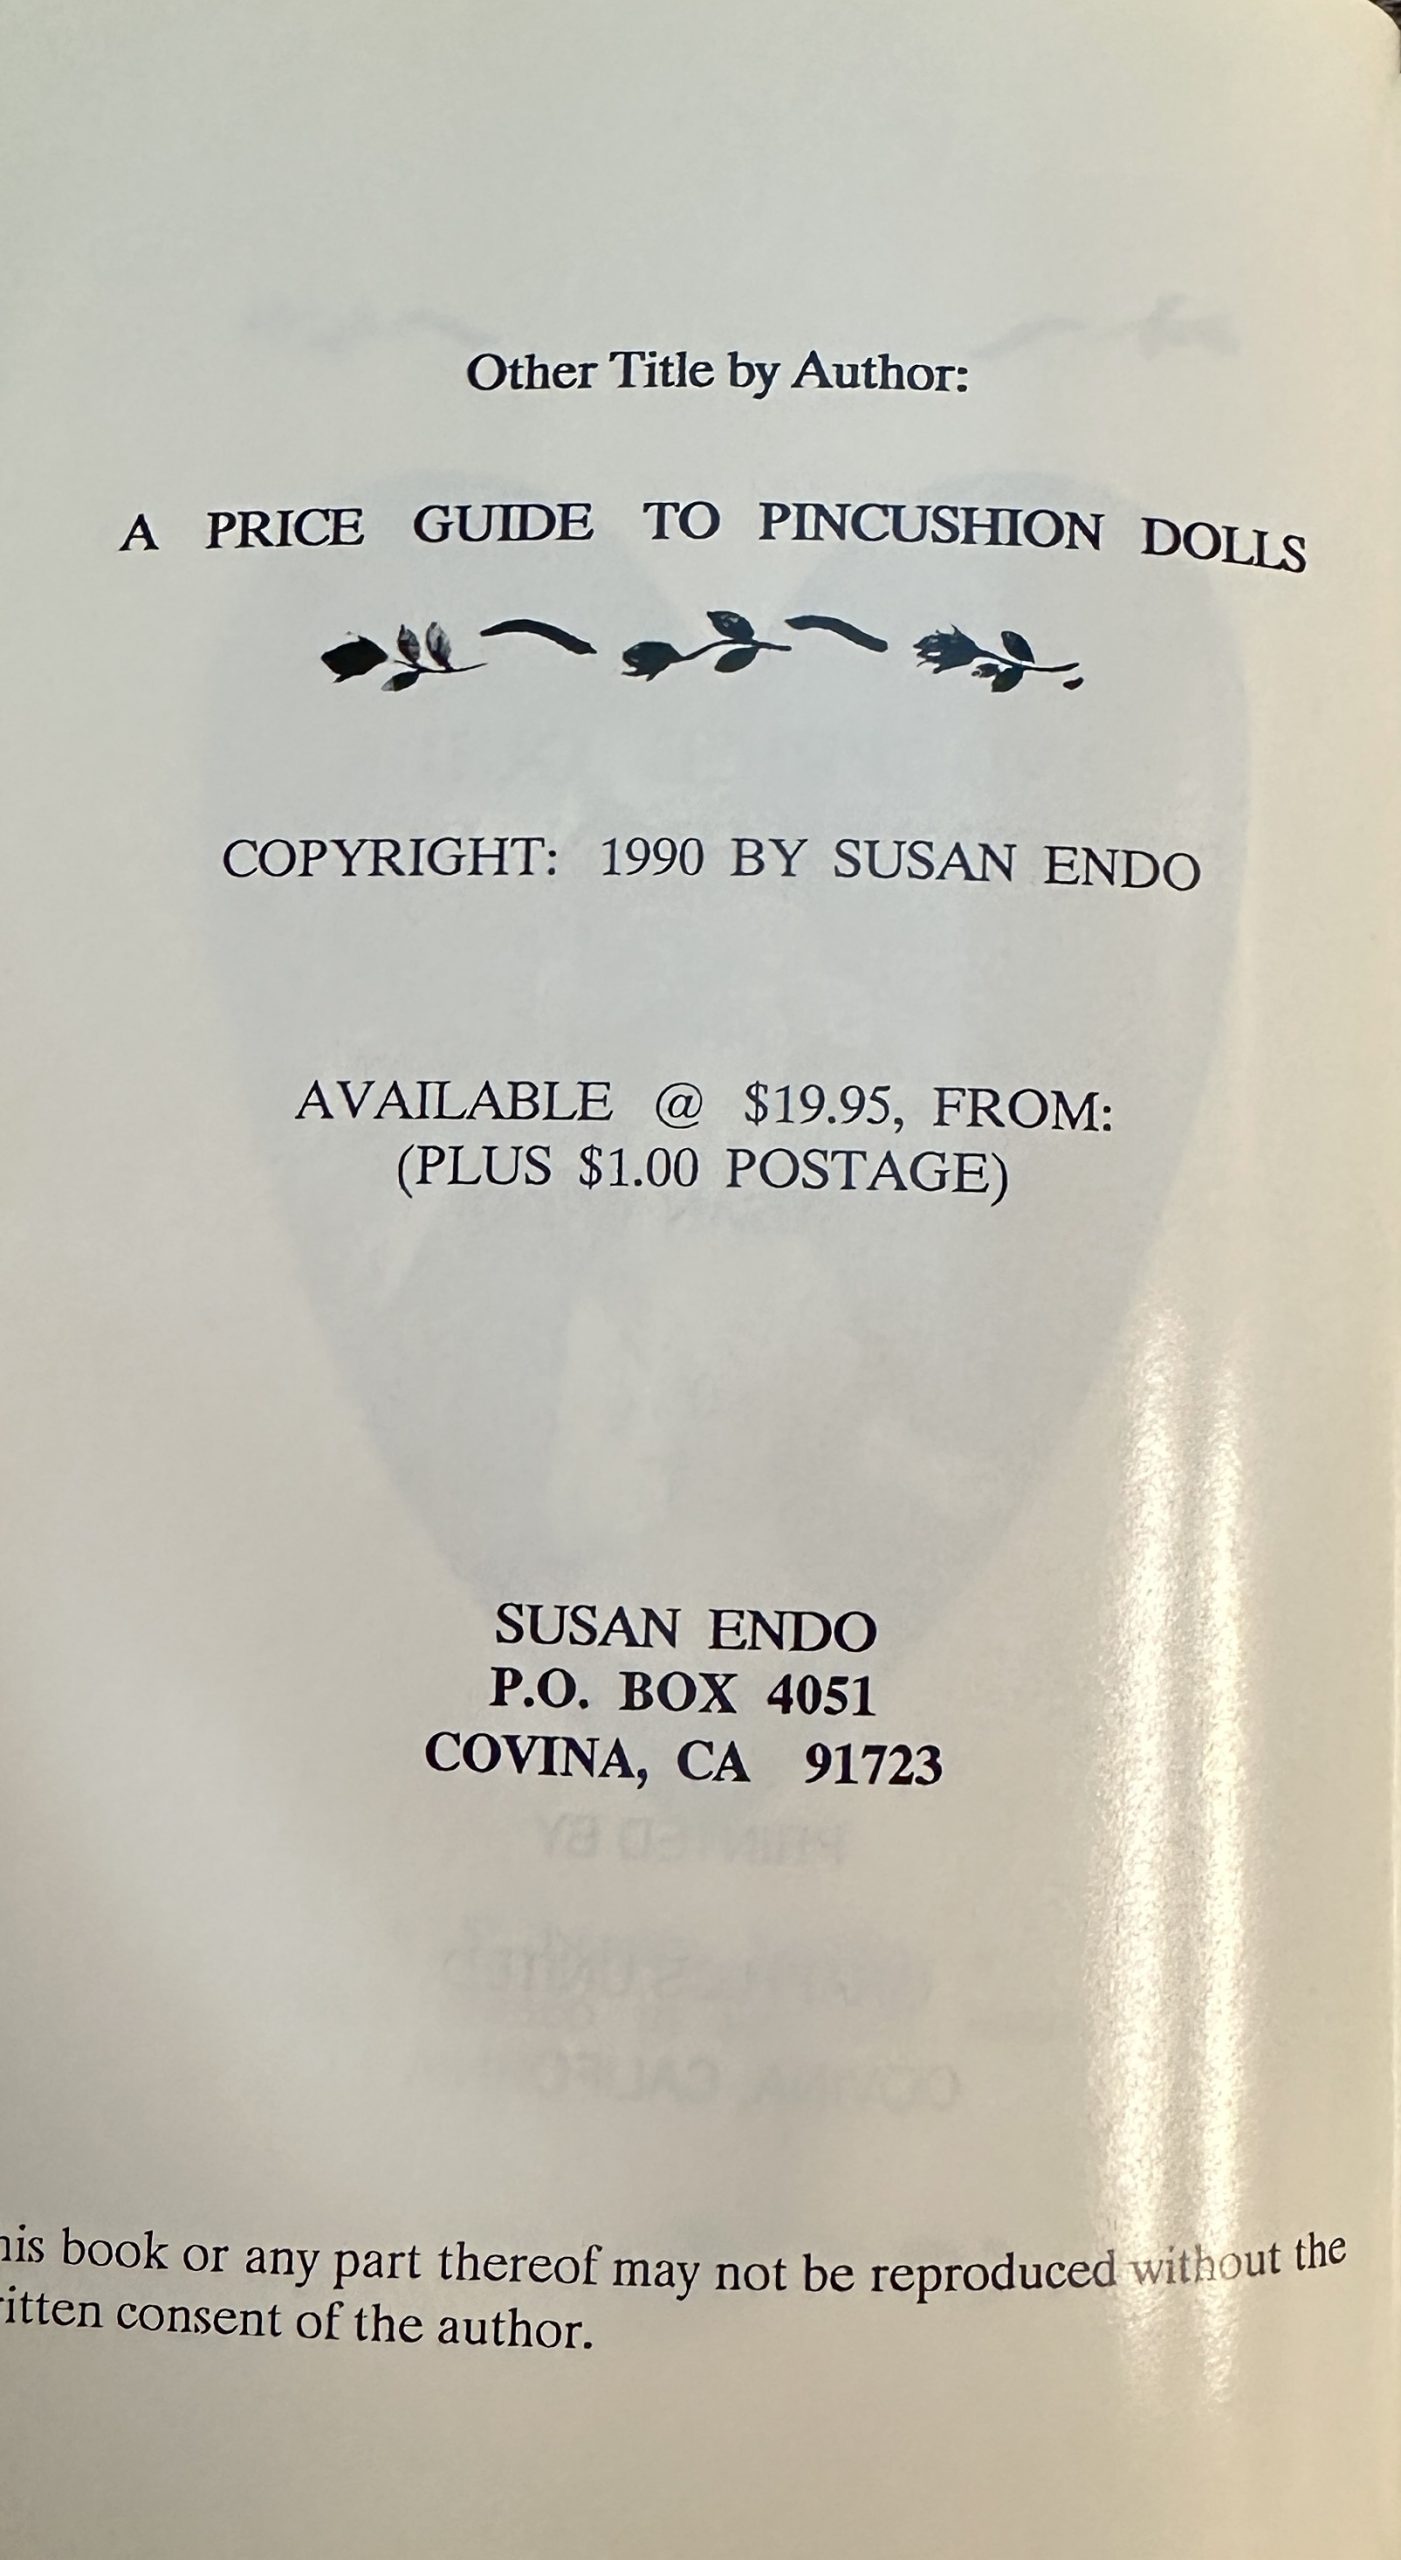 Other Title by Author:
A PRICE GUIDE TO PINCUSHION DOLLS
COPYRIGHT: 1990 BY SUSAN ENDO
AVAILABLE @ $19.95, FROM:
(PLUS $1.00 POSTAGE)
SUSAN ENDO
P.O. BOX 4051
COVINA, CA 91723
his book or any part thereof may not be reproduced without the
itten consent of the author.